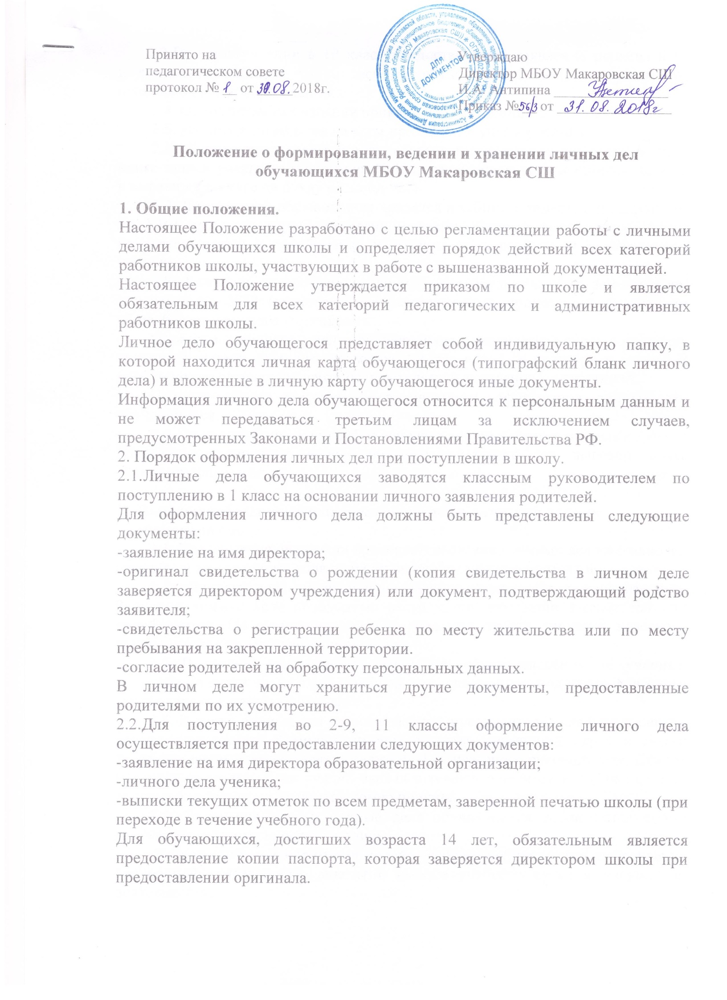 Принято на
педагогическом совете
протокол № 1 от 30.08.2018г.
Утверждаю
Директор МБОУ Макаровская СШ
И.А. Антипина
Приказ №56/3 от 31.08.2018г
ДЛЯ
ДОКУМЕНТОВ
Положение о формировании, ведении и хранении личных дел
обучающихся МБОУ Макаровская СШ
1. Общие положения.
Настоящее Положение разработано с целью регламентации работы с личными
делами обучающихся школы и определяет порядок действий всех категорий
работников школы, участвующих в работе с вышеназванной документацией.
Настоящее Положение утверждается приказом по школе и является
обязательным для всех категорий педагогических и административных
работников школы.
Личное дело обучающегося представляет собой индивидуальную папку, в
которой находится личная карта обучающегося (типографский бланк личного
дела) и вложенные в личную карту обучающегося иные документы.
Информация личного дела обучающегося относится к персональным данным и
не может передаваться третьим лицам за исключением случаев,
предусмотренных Законами и Постановлениями Правительства РФ.
2. Порядок оформления личных дел при поступлении в школу.
2.1.Личные дела обучающихся заводятся классным руководителем по
поступлению в 1 класс на основании личного заявления родителей.
Для оформления личного дела должны быть представлены следующие
документы:
-заявление на имя директора;
-оригинал свидетельства о рождении (копия свидетельства в личном деле
заверяется директором учреждения) или документ, подтверждающий родство
заявителя;
-свидетельства о регистрации ребенка по месту жительства или по месту
пребывания на закрепленной территории.
-согласие родителей на обработку персональных данных.
В личном деле могут храниться другие документы, предоставленные
родителями по их усмотрению.
2.2.Для поступления во 2-9, 11 классы оформление личного дела
осуществляется при предоставлении следующих документов:
-заявление на имя директора образовательной организации;
-личного дела ученика;
-выписки текущих отметок по всем предметам, заверенной печатью школы (при
переходе в течение учебного года).
Для обучающихся, достигших возраста 14 лет, обязательным является
предоставление копии паспорта, которая заверяется директором школы при
предоставлении оригинала.